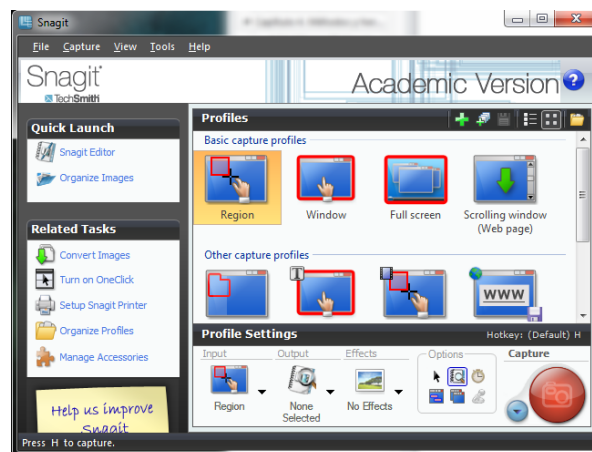 Snagit
File Capture View Tools Help
Snagit
TechSmith
Academic Version ?
Quick Launch
Snagit Editor
Organize Images
Related Tasks
Convert Images
Turn on OneClick
Setup Snagit Printer
Organize Profiles
Manage Accessories
Help us improve
Snagit
Profiles
Basic capture profiles
Region
Window
Full screen
Scrolling window
(Web page)
Other capture profiles
T
www
Profile Settings
Hotkey: (Default) H
Input
Output
Effects
Options
Capture
Region
None
Selected
No Effects
Press H to capture.